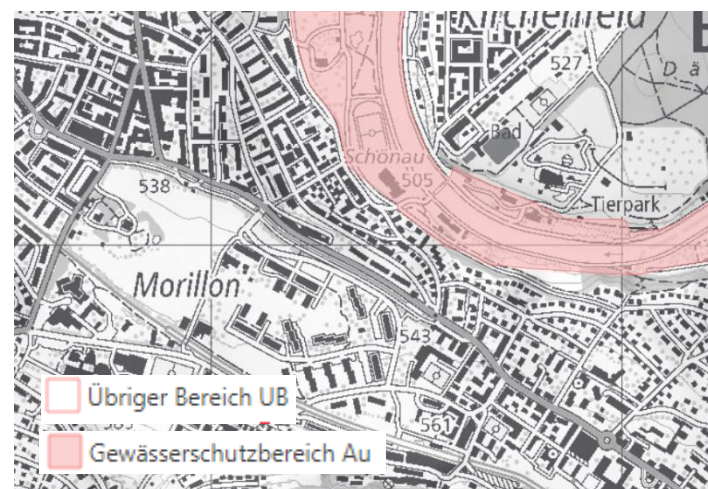 Kirchenfeld
527
Bad
Schönau
505
538
Tierpark
Morillon
543
Übriger Bereich UB
561
Gewässerschutzbereich Au